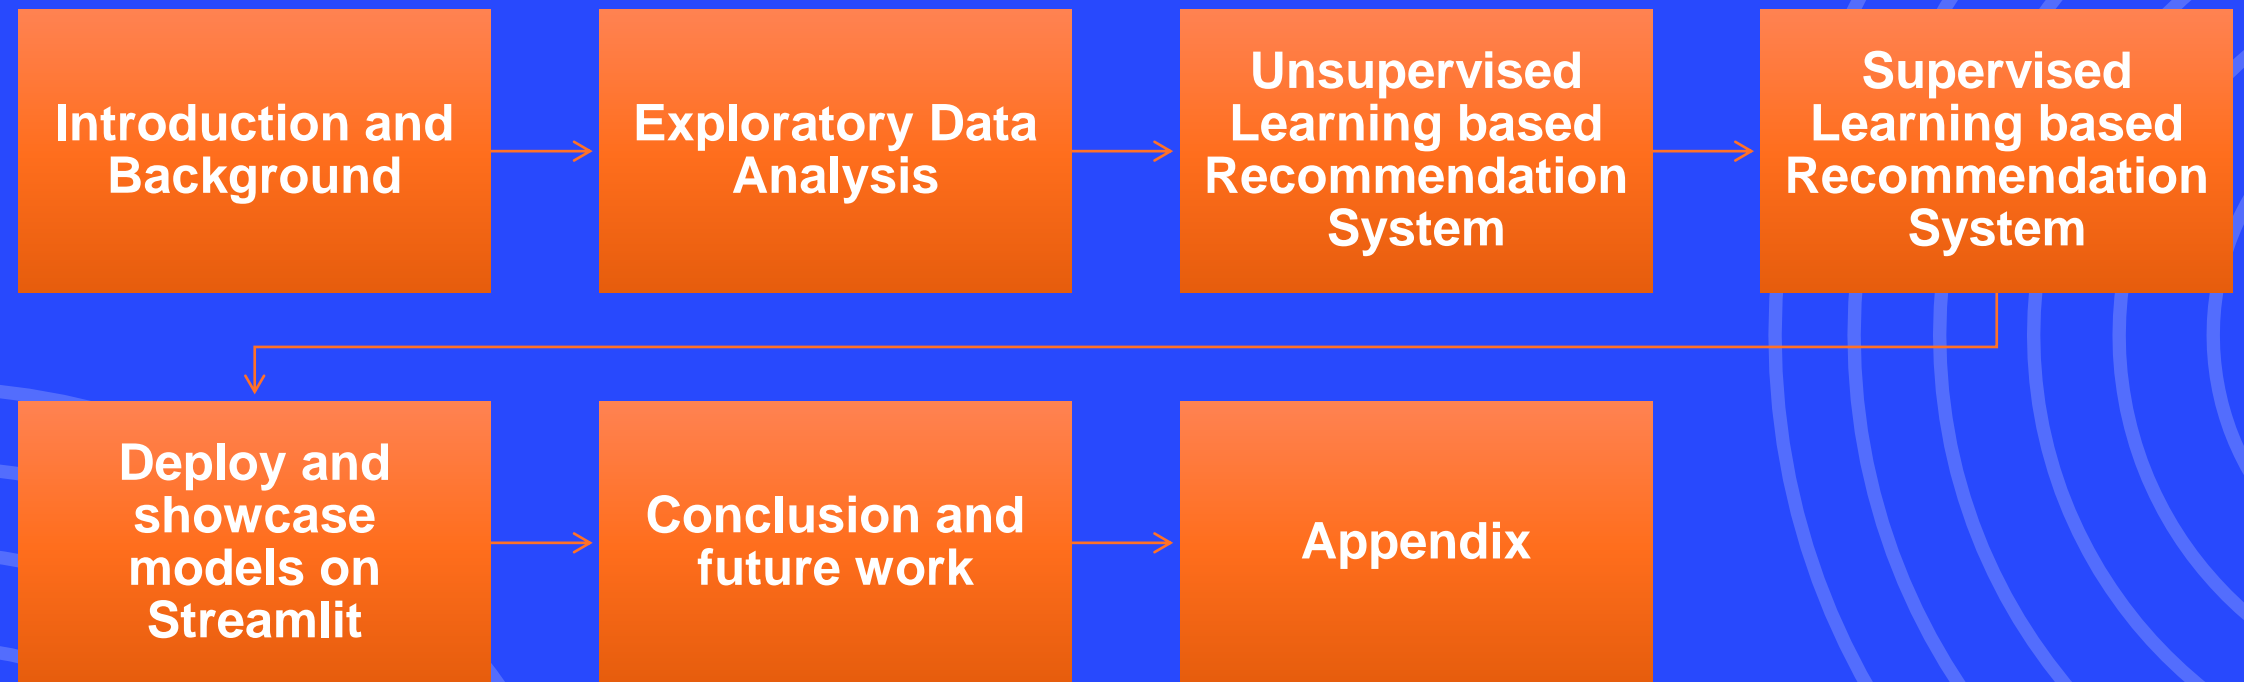 Introduction and
Background
Exploratory Data
Analysis
Unsupervised
Learning based
Recommendation
System
Supervised
Learning based
Recommendation
System
Deploy and
showcase
models on
Streamlit
Conclusion and
future work
Appendix